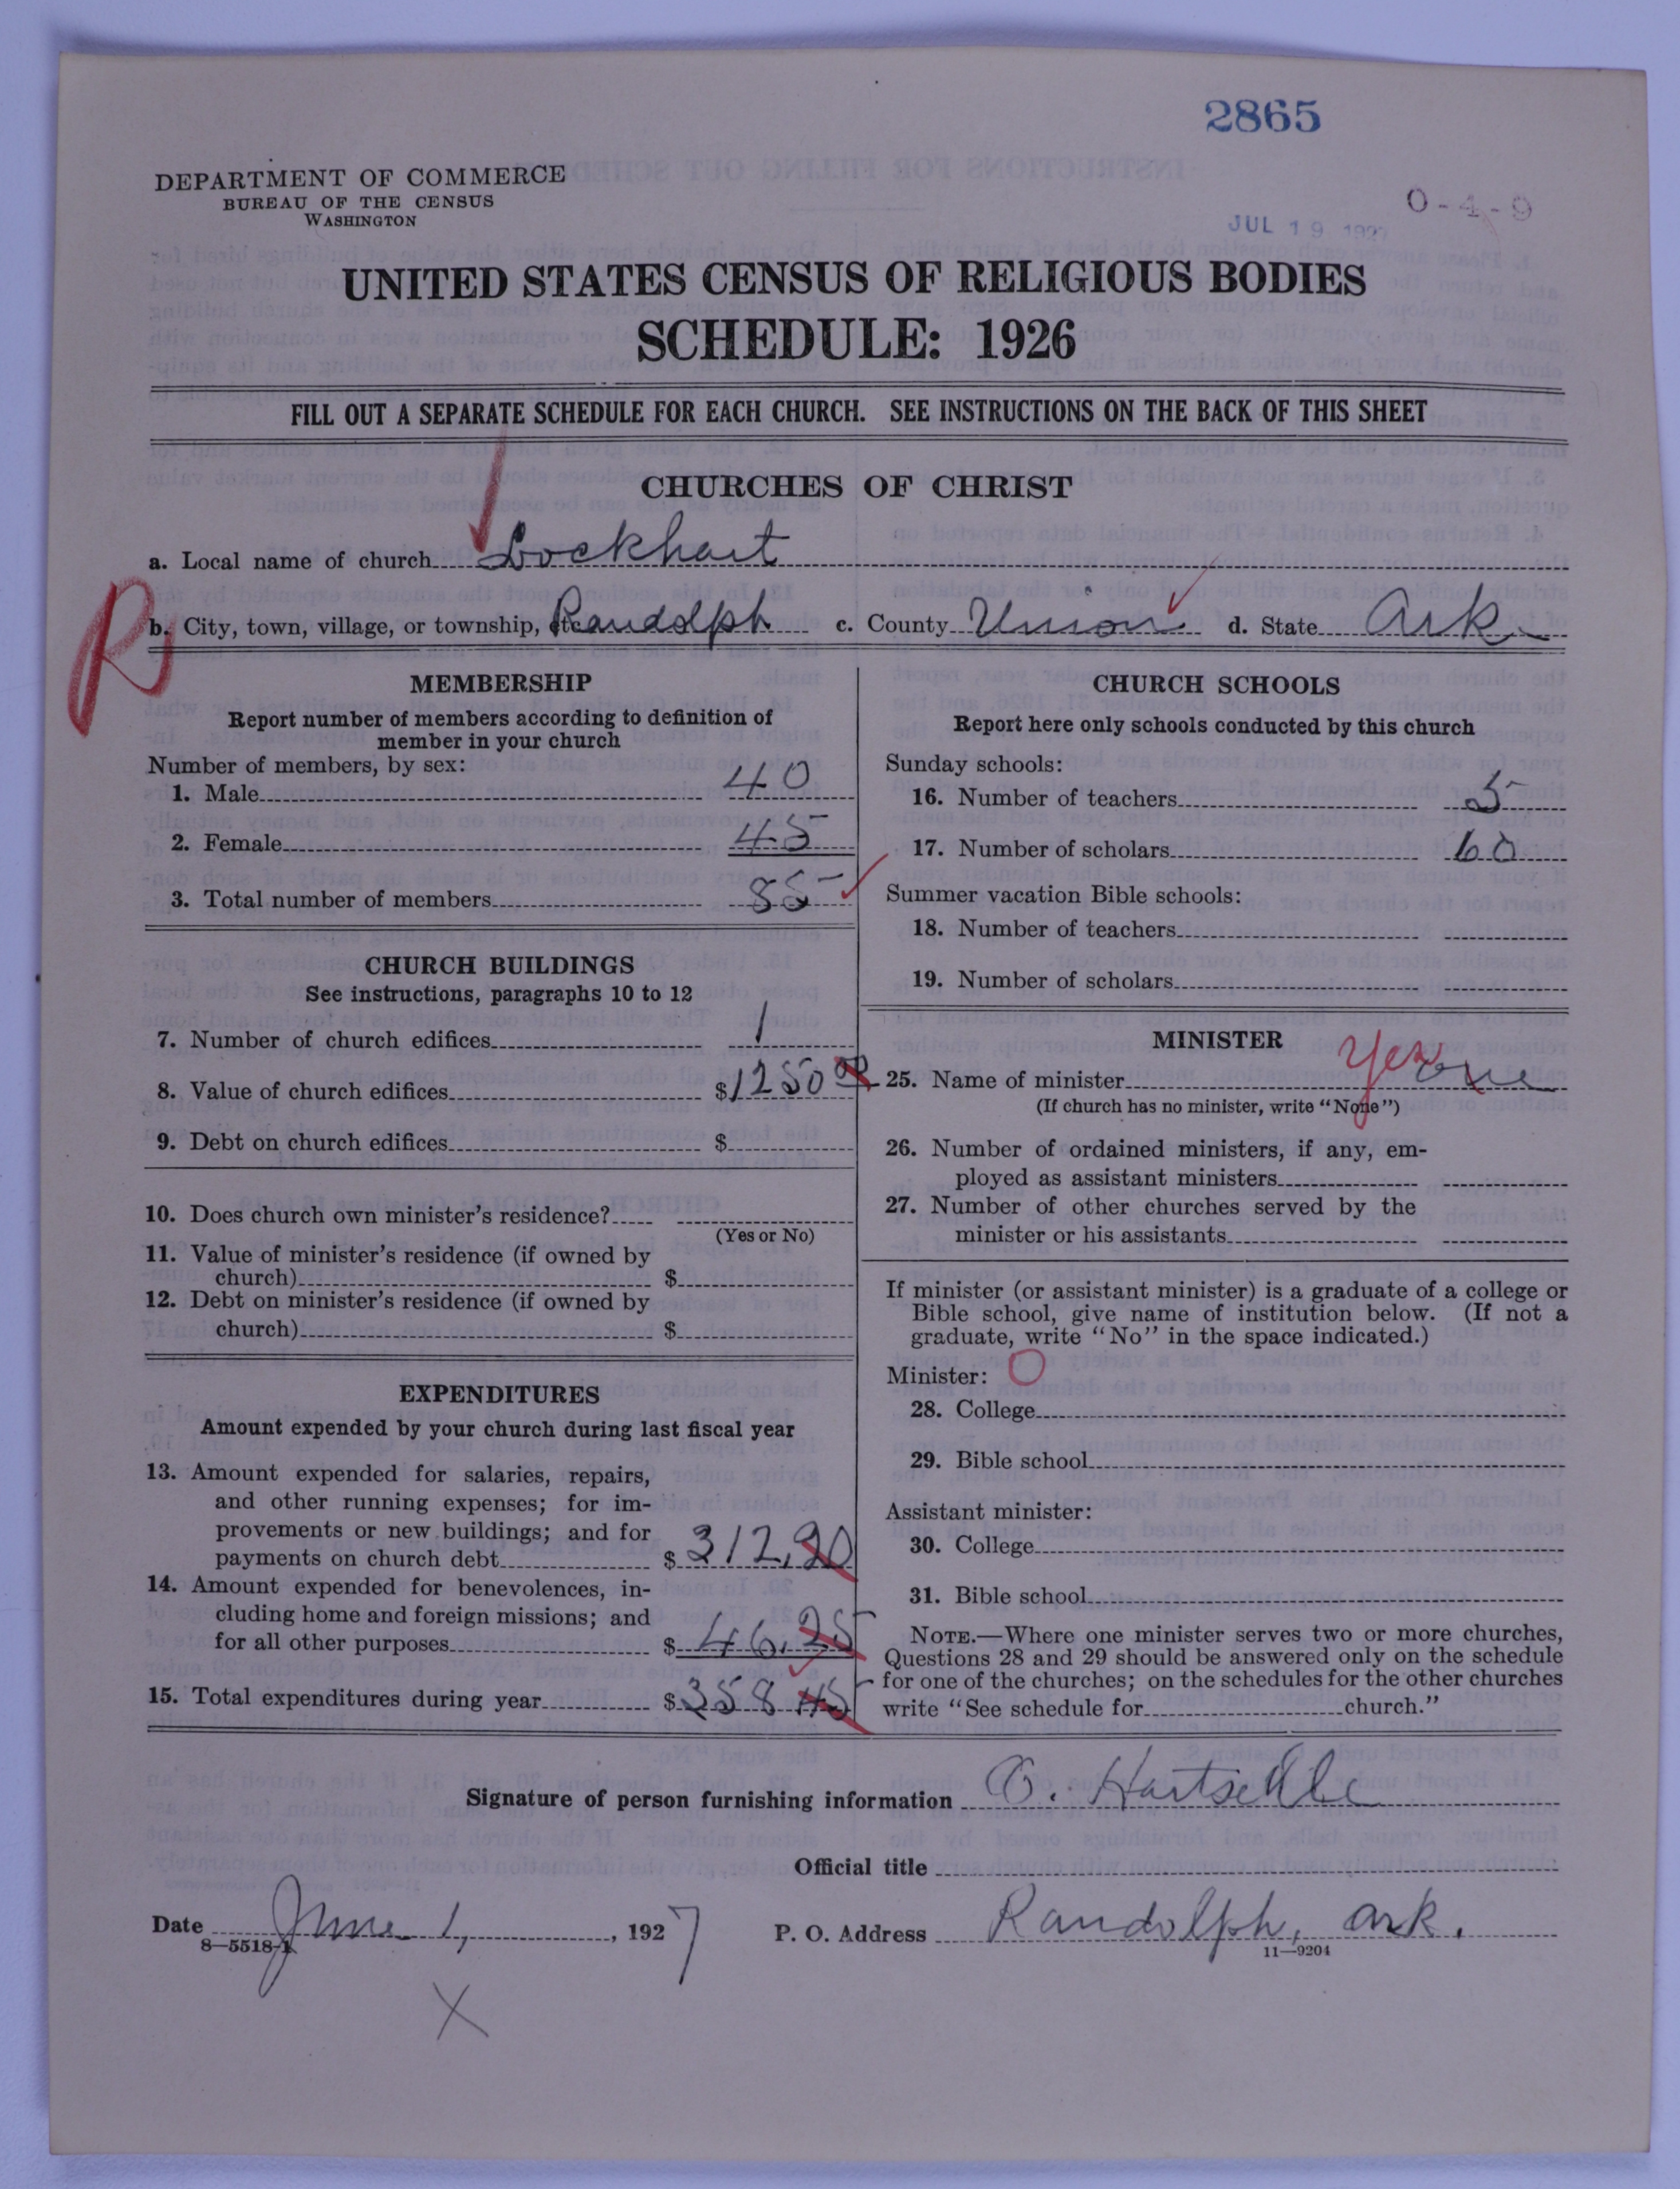 2865
DEPARTMENT OF COMMERCE
BUREAU OF THE CENSUS
WASHINGTON
0-4-9
JUL 19 1927
UNITED STATES CENSUS OF RELIGIOUS BODIES
SCHEDULE: 1926
FILL OUT A SEPARATE SCHEDULE FOR EACH CHURCH. SEE INSTRUCTIONS ON THE BACK OF THIS SHEET
CHURCHES OF CHRIST
a. Local name of church Lockhart
R
b. City, town, village, or township, etc. Randolph c. County Union d. State Ark
MEMBERSHIP
Report number of members according to definition of
member in your church
Number of members, by sex:
1. Male 40
2. Female 45
3. Total number of members 85
CHURCH BUILDINGS
See instructions, paragraphs 10 to 12
7. Number of church edifices 1
8. Value of church edifices $1250 00
9. Debt on church edifices $
10. Does church own minister's residence?
(Yes or No)
11. Value of minister's residence (if owned by
church) $
12. Debt on minister's residence (if owned by
church) $
EXPENDITURES
Amount expended by your church during last fiscal year
13. Amount expended for salaries, repairs,
and other running expenses; for im-
provements or new buildings; and for
payments on church debt $312,20
14. Amount expended for benevolences, in-
cluding home and foreign missions; and
for all other purposes $46.25
15. Total expenditures during year $358 45
CHURCH SCHOOLS
Report here only schools conducted by this church
Sunday schools:
16. Number of teachers 5
17. Number of scholars 60
Summer vacation Bible schools:
18. Number of teachers
19. Number of scholars
MINISTER
25. Name of minister Yes one
(If church has no minister, write "None")
26. Number of ordained ministers, if any, em-
ployed as assistant ministers
27. Number of other churches served by the
minister or his assistants
If minister (or assistant minister) is a graduate of a college or
Bible school, give name of institution below. (If not a
graduate, write "No" in the space indicated.)
Minister: 0
28. College
29. Bible school
Assistant minister:
30. College
31. Bible school
NOTE.—Where one minister serves two or more churches,
Questions 28 and 29 should be answered only on the schedule
for one of the churches; on the schedules for the other churches
write "See schedule for church."
Signature of person furnishing information O.
Official title
Date June 1, 1927 P. O. Address Randolph, Ark.
8—5518-1
11—9204
X